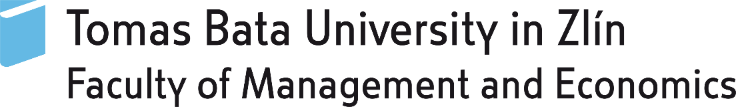 Tomas Bata University in Zlín
Faculty of Management and Economics